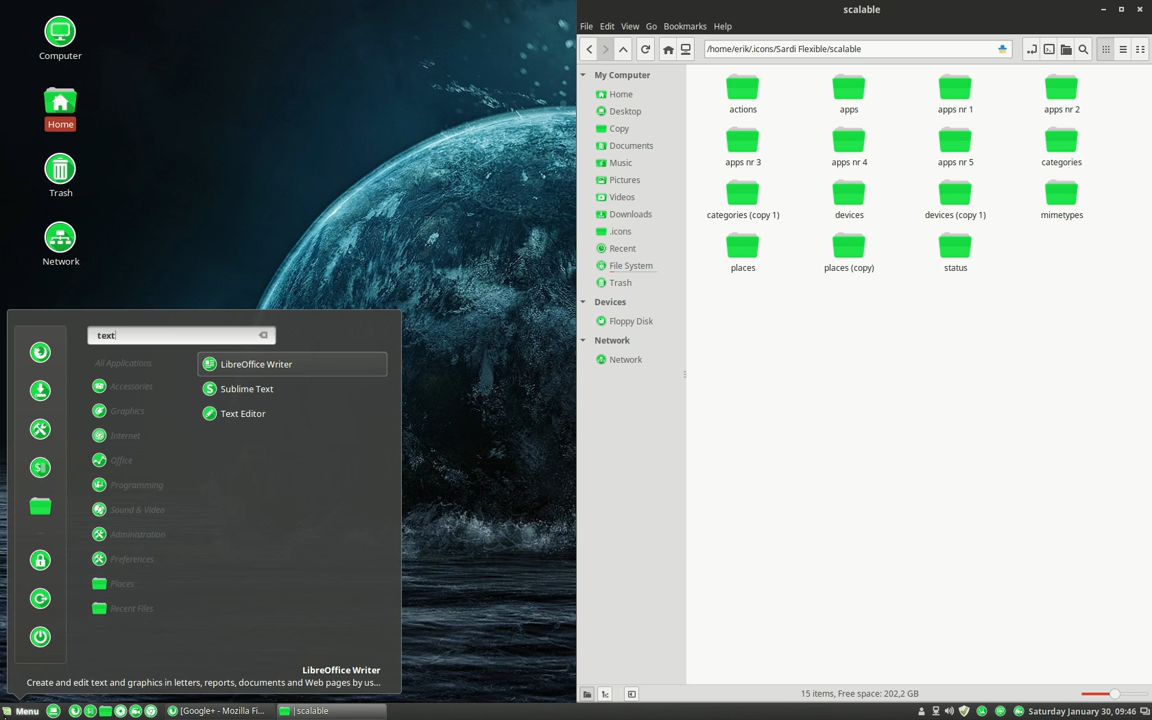 Computer
Home
Trash
Network
text
All Applications
Accessories
Graphics
Internet
Office
Programming
Sound & Video
Administration
Preferences
Places
Recent Files
LibreOffice Writer
Sublime Text
Text Editor
LibreOffice Writer
Create and edit text and graphics in letters, reports, documents and Web pages by us...
scalable
File Edit View Go Bookmarks Help
/home/erik/.icons/Sardi Flexible/scalable
My Computer
Home
Desktop
Copy
Documents
Music
Pictures
Videos
Downloads
.icons
Recent
File System
Trash
Devices
Floppy Disk
Network
Network
actions apps apps nr 1 apps nr 2
apps nr 3 apps nr 4 apps nr 5 categories
categories (copy 1) devices devices (copy 1) mimetypes
places places (copy) status
15 items, Free space: 202,2 GB
Menu [Google+ - Mozilla Fi... scalable Saturday January 30, 09:46